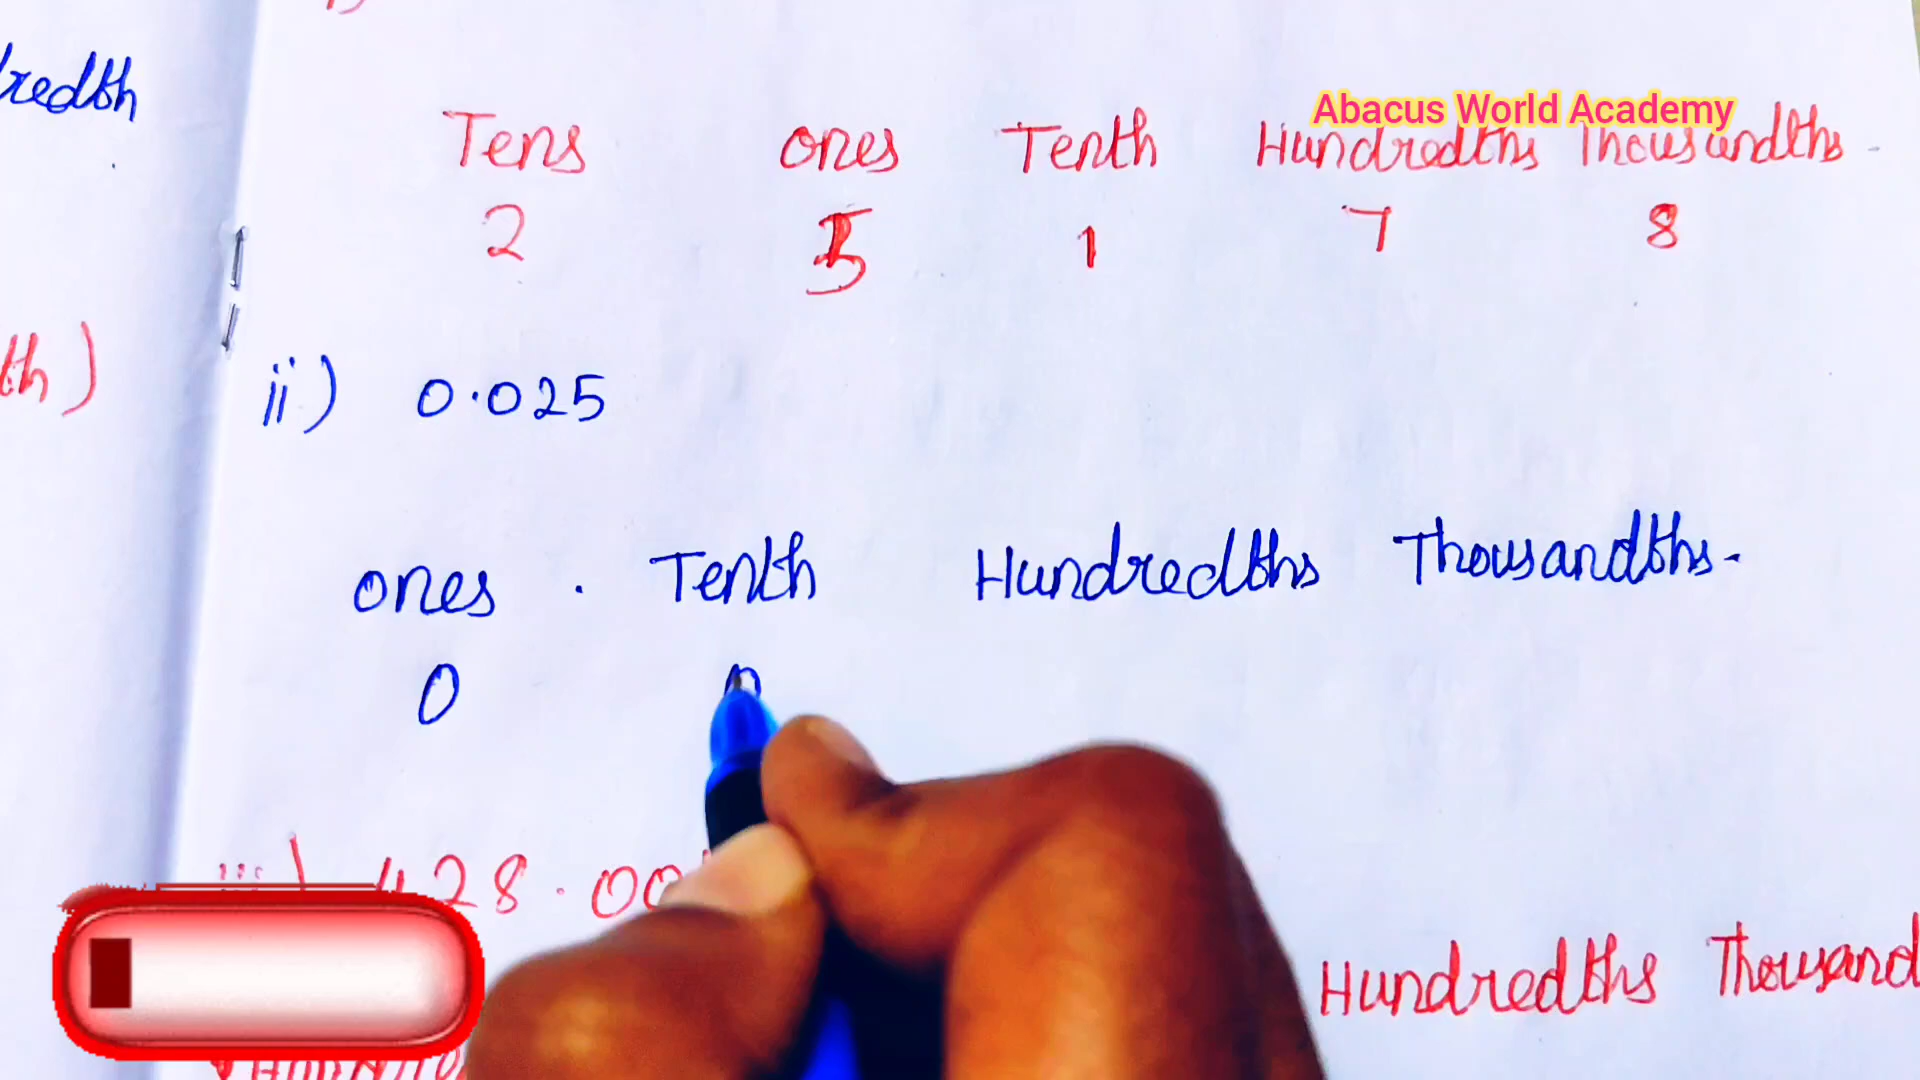 redth
Abacus World Academy
Tens ones Tenth Hundredths Thousandths
2 5 1 7 8
th)
ii) 0.025
ones . Tenth Hundredths Thousandths.
0 0
iii) 428.00
Hundredths Thousand